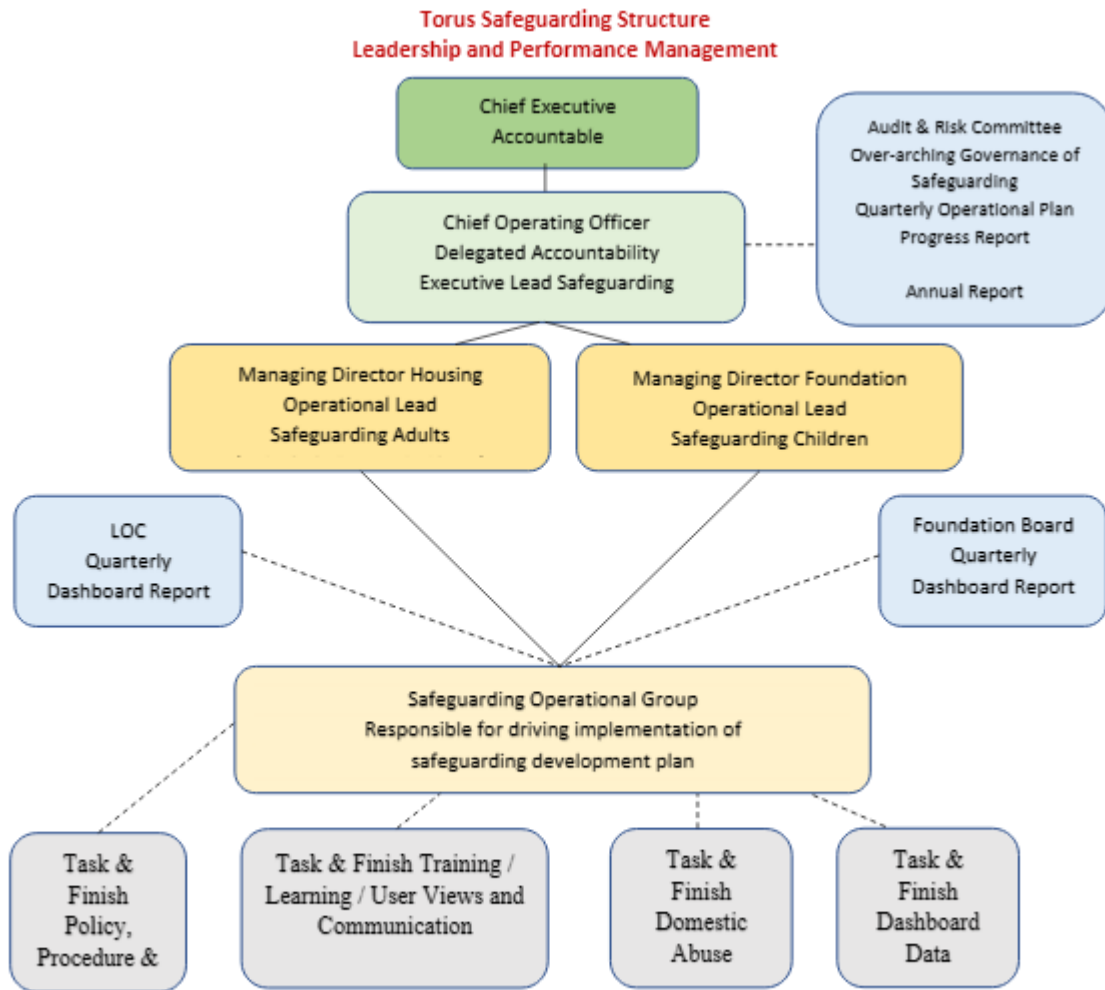 Torus Safeguarding Structure
Leadership and Performance Management
Chief Executive
Accountable
Audit & Risk Committee
Over-arching Governance of
Safeguarding
Quarterly Operational Plan
Progress Report
Annual Report
Chief Operating Officer
Delegated Accountability
Executive Lead Safeguarding
Managing Director Housing
Operational Lead
Safeguarding Adults
Managing Director Foundation
Operational Lead
Safeguarding Children
LOC
Quarterly
Dashboard Report
Foundation Board
Quarterly
Dashboard Report
Safeguarding Operational Group
Responsible for driving implementation of
safeguarding development plan
Task &
Finish
Policy,
Procedure &
Task & Finish Training /
Learning / User Views and
Communication
Task &
Finish
Domestic
Abuse
Task &
Finish
Dashboard
Data